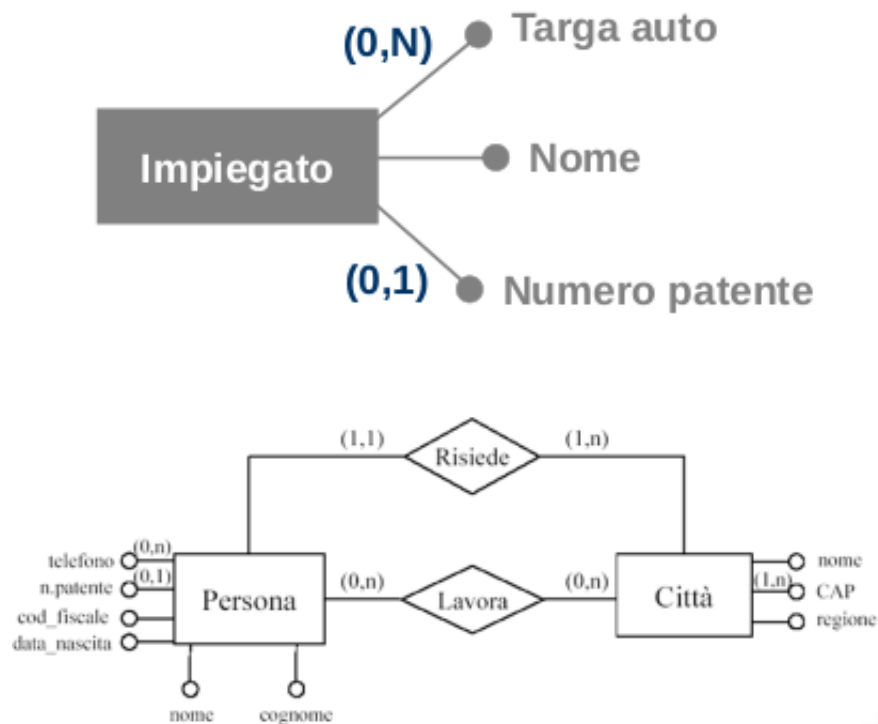 (0,N)
Targa auto
Impiegato
Nome
(0,1)
Numero patente
(1,1)
Risiede
(1,n)
telefono
(0,n)
n.patente
(0,1)
cod_fiscale
data_nascita
Persona
(0,n)
Lavora
(0,n)
Città
nome
(1,n)
CAP
regione
nome
cognome